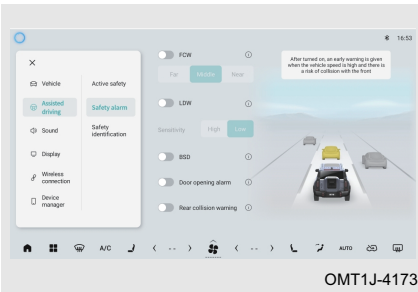 16:53
FCW
Far Middle Near
After turned on, an early warning is given
when the vehicle speed is high and there is
a risk of collision with the front
Vehicle
Active safety
Assisted
driving
Safety alarm
LDW
Sound
Safety
identification
Sensitivity High Low
Display
BSD
Wireless
connection
Door opening alarm
Device
manager
Rear collision warning
A/C
< -- >
< -- >
AUTO
OMT1J-4173